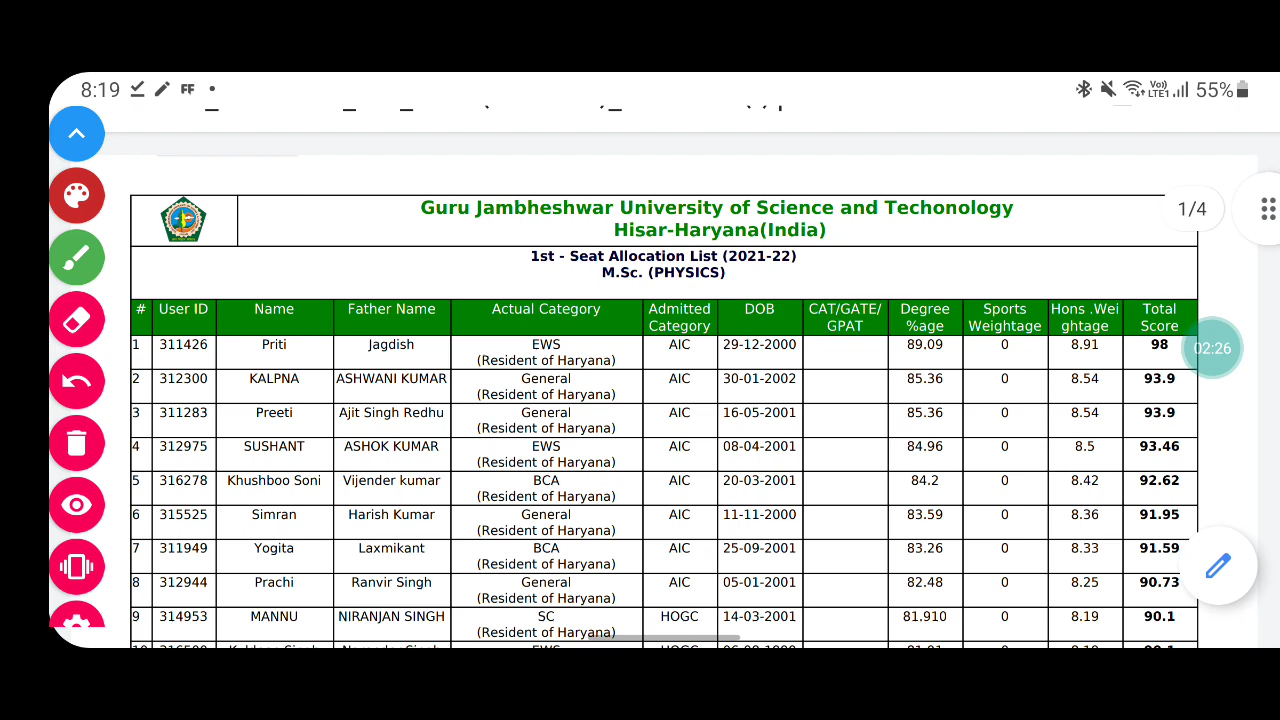 8:19 FF VoI) LTE1 55%
1/4
Guru Jambheshwar University of Science and Techonology
Hisar-Haryana(India)
1st - Seat Allocation List (2021-22)
M.Sc. (PHYSICS)
# User ID Name Father Name Actual Category Admitted Category DOB CAT/GATE/ GPAT Degree %age Sports Weightage Hons .Wei ghtage Total Score
1 311426 Priti Jagdish EWS (Resident of Haryana) AIC 29-12-2000 89.09 0 8.91 98
02:26
2 312300 KALPNA ASHWANI KUMAR General (Resident of Haryana) AIC 30-01-2002 85.36 0 8.54 93.9
3 311283 Preeti Ajit Singh Redhu General (Resident of Haryana) AIC 16-05-2001 85.36 0 8.54 93.9
4 312975 SUSHANT ASHOK KUMAR EWS (Resident of Haryana) AIC 08-04-2001 84.96 0 8.5 93.46
5 316278 Khushboo Soni Vijender kumar BCA (Resident of Haryana) AIC 20-03-2001 84.2 0 8.42 92.62
6 315525 Simran Harish Kumar General (Resident of Haryana) AIC 11-11-2000 83.59 0 8.36 91.95
7 311949 Yogita Laxmikant BCA (Resident of Haryana) AIC 25-09-2001 83.26 0 8.33 91.59
8 312944 Prachi Ranvir Singh General (Resident of Haryana) AIC 05-01-2001 82.48 0 8.25 90.73
9 314953 MANNU NIRANJAN SINGH SC (Resident of Haryana) HOGC 14-03-2001 81.910 0 8.19 90.1